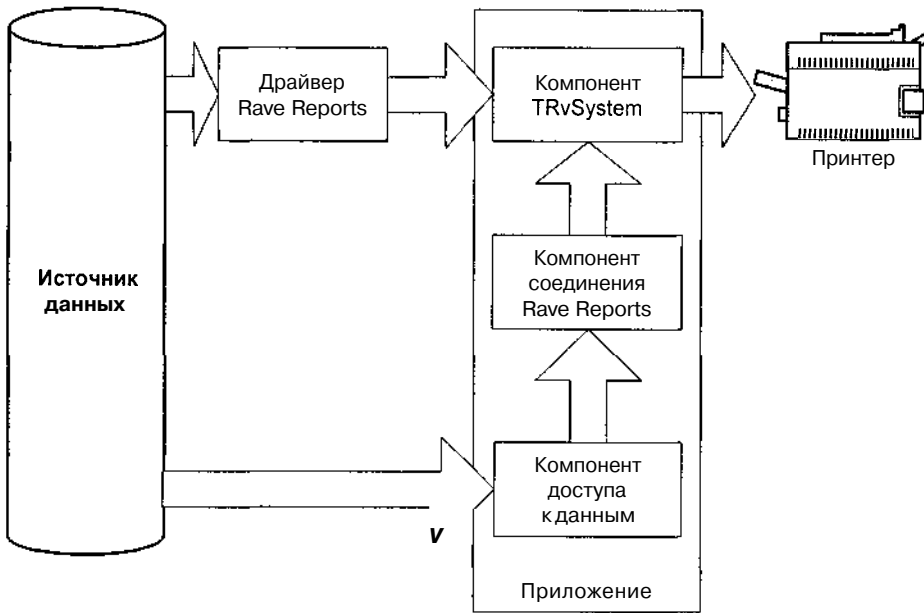 Драйвер
Rave Reports
Компонент
TRvSystem
Принтер
Источник
данных
Компонент
соединения
Rave Reports
Компонент
доступа
к данным
V
Приложение